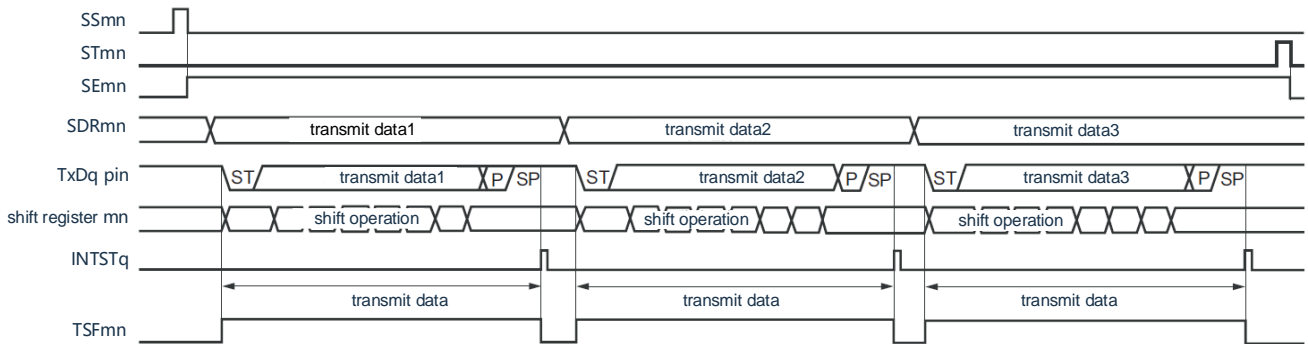 SSmn
STmn
SEmn
SDRmn transmit data1 transmit data2 transmit data3
TxDq pin ST transmit data1 P SP ST transmit data2 P SP ST transmit data3 P SP
shift register mn shift operation shift operation shift operation
INTSTq
transmit data transmit data transmit data
TSFmn